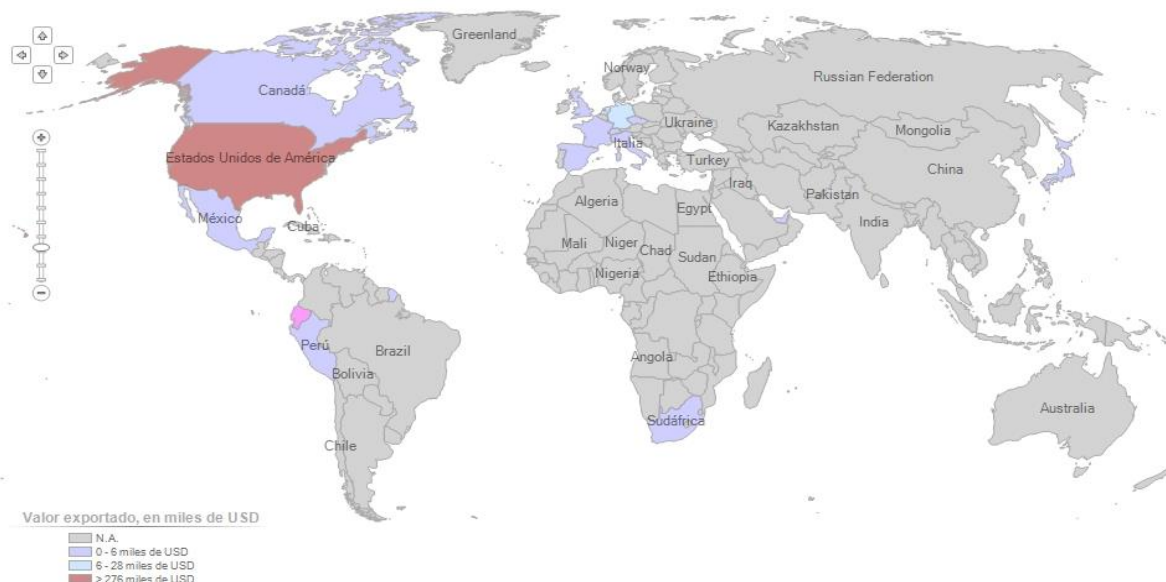 Greenland
Norway
Russian Federation
Canadá
Ukraine
Kazakhstan
Mongolia
Italia
Estados Unidos de América
Turkey
China
Iraq
Pakistan
Algeria
Egypt
India
México
Cuba
Mali
Niger
Chad
Sudan
Nigeria
Ethiopia
Perú
Brazil
Angola
Bolivia
Australia
Sudáfrica
Chile
Valor exportado, en miles de USD
N.A.
0 - 6 miles de USD
6 - 28 miles de USD
> 276 miles de USD